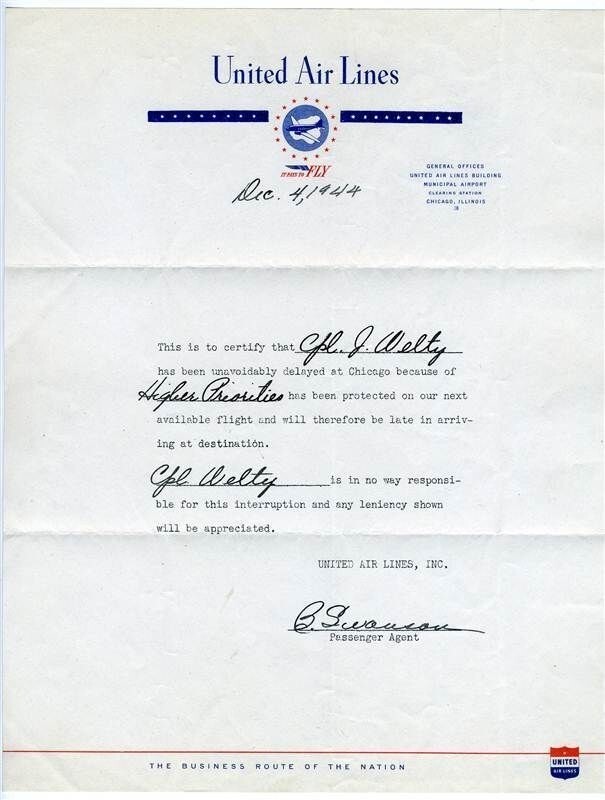 United Air Lines
IT PAYS TO FLY
Dec. 4, 1944
GENERAL OFFICES
UNITED AIR LINES BUILDING
MUNICIPAL AIRPORT
CLEARING STATION
CHICAGO, ILLINOIS
38
This is to certify that Cpl. J. Welty
has been unavoidably delayed at Chicago because of
Higher Priorities has been protected on our next
available flight and will therefore be late in arriv-
ing at destination.
Cpl. Welty is in no way responsi-
ble for this interruption and any leniency shown
will be appreciated.
UNITED AIR LINES, INC.
B. Swanson
Passenger Agent
THE BUSINESS ROUTE OF THE NATION
UNITED
AIR LINES